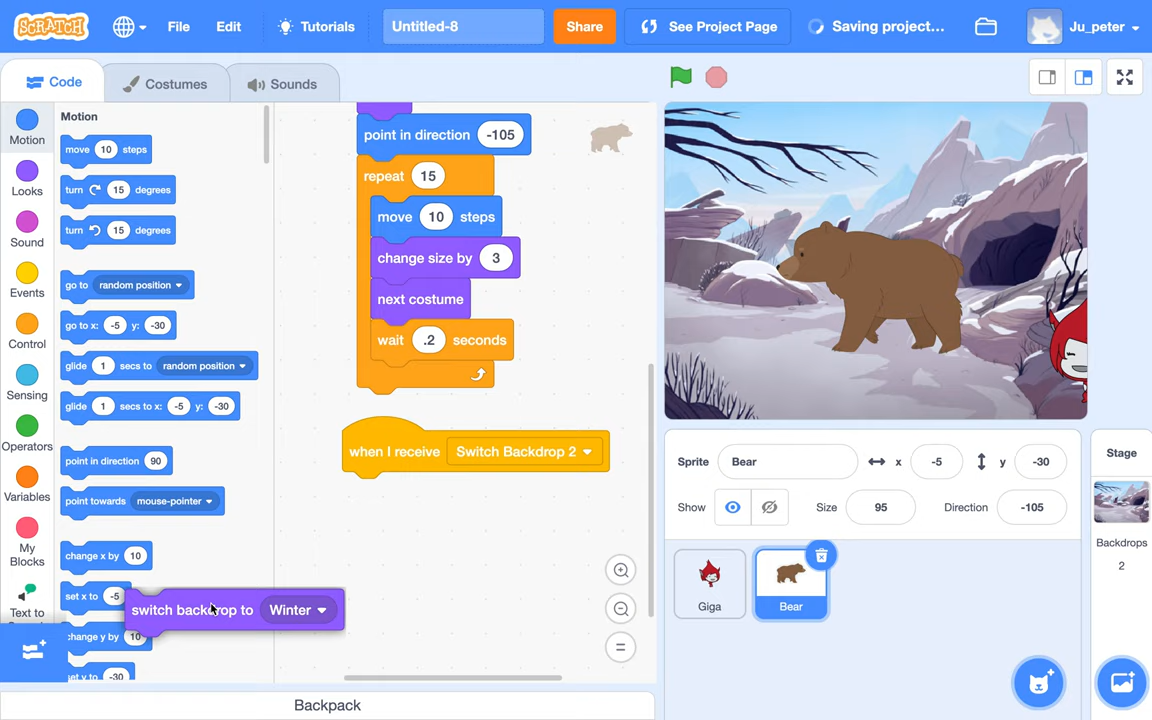 SCRATCH
File
Edit
Tutorials
Untitled-8
Share
See Project Page
Saving project...
Ju_peter
Code
Costumes
Sounds
Motion
Looks
Sound
Events
Control
Sensing
Operators
Variables
My
Blocks
Text to
Motion
move 10 steps
turn 15 degrees
turn 15 degrees
go to random position
go to x: -5 y: -30
glide 1 secs to random position
glide 1 secs to x: -5 y: -30
point in direction 90
point towards mouse-pointer
change x by 10
set x to -5
change y by 10
set y to -30
switch backdrop to Winter
point in direction -105
repeat 15
move 10 steps
change size by 3
next costume
wait .2 seconds
when I receive Switch Backdrop 2
Backpack
Sprite Bear x -5 y -30
Show Size 95 Direction -105
Giga
Bear
Stage
Backdrops
2